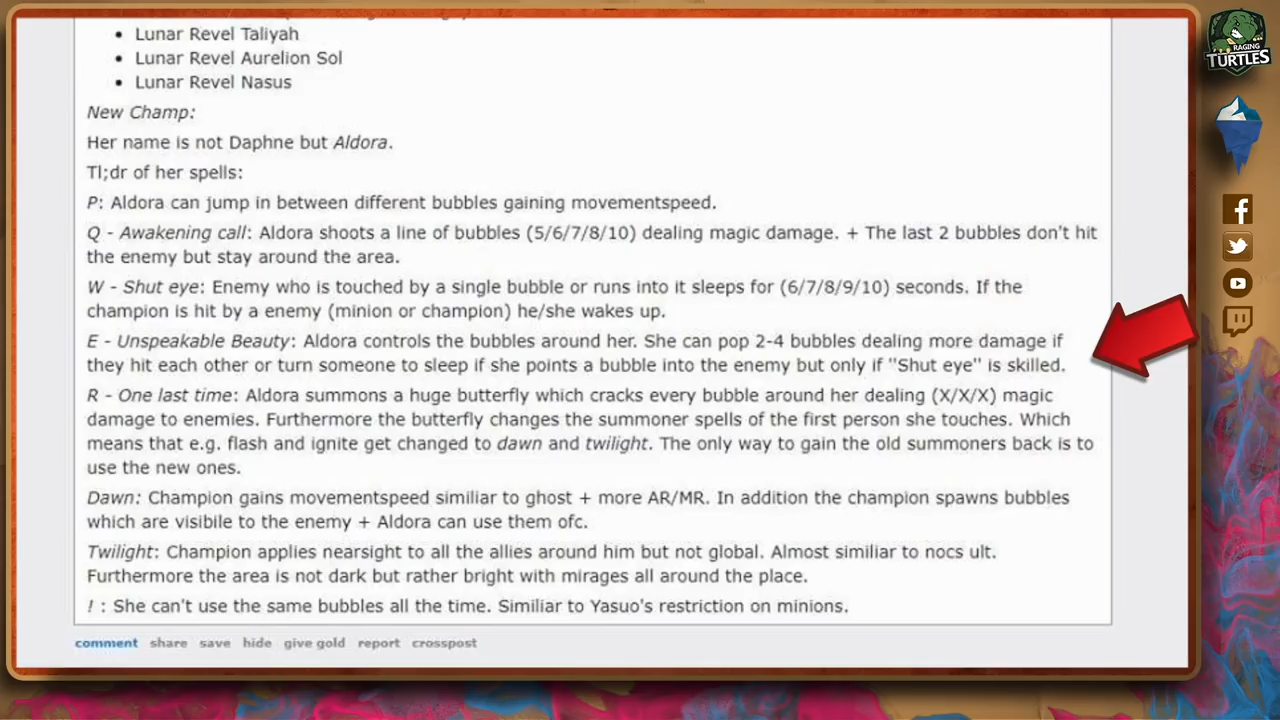 Lunar Revel Taliyah
Lunar Revel Aurelion Sol
Lunar Revel Nasus
New Champ:
Her name is not Daphne but Aldora.
Tl;dr of her spells:
P: Aldora can jump in between different bubbles gaining movementspeed.
Q - Awakening call: Aldora shoots a line of bubbles (5/6/7/8/10) dealing magic damage. + The last 2 bubbles don't hit
the enemy but stay around the area.
W - Shut eye: Enemy who is touched by a single bubble or runs into it sleeps for (6/7/8/9/10) seconds. If the
champion is hit by a enemy (minion or champion) he/she wakes up.
E - Unspeakable Beauty: Aldora controls the bubbles around her. She can pop 2-4 bubbles dealing more damage if
they hit each other or turn someone to sleep if she points a bubble into the enemy but only if "Shut eye" is skilled.
R - One last time: Aldora summons a huge butterfly which cracks every bubble around her dealing (X/X/X) magic
damage to enemies. Furthermore the butterfly changes the summoner spells of the first person she touches. Which
means that e.g. flash and ignite get changed to dawn and twilight. The only way to gain the old summoners back is to
use the new ones.
Dawn: Champion gains movementspeed similiar to ghost + more AR/MR. In addition the champion spawns bubbles
which are visibile to the enemy + Aldora can use them ofc.
Twilight: Champion applies nearsight to all the allies around him but not global. Almost similiar to nocs ult.
Furthermore the area is not dark but rather bright with mirages all around the place.
! : She can't use the same bubbles all the time. Similiar to Yasuo's restriction on minions.
comment share save hide give gold report crosspost
RAGING
TURTLES